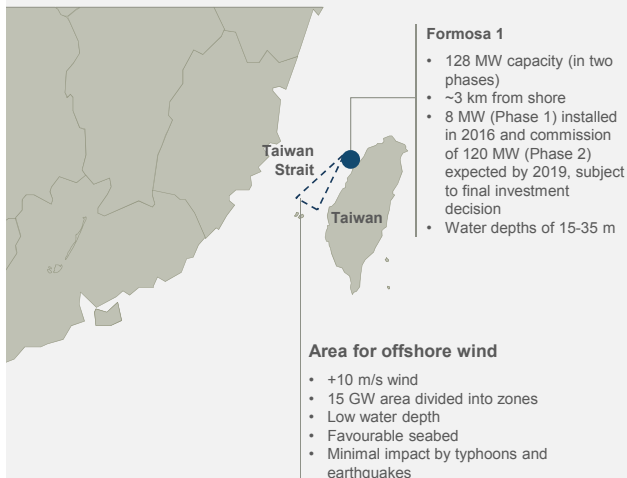 Formosa 1
• 128 MW capacity (in two
phases)
• ~3 km from shore
• 8 MW (Phase 1) installed
in 2016 and commission
of 120 MW (Phase 2)
expected by 2019, subject
to final investment
decision
• Water depths of 15-35 m
Taiwan
Strait
Taiwan
Area for offshore wind
• +10 m/s wind
• 15 GW area divided into zones
• Low water depth
• Favourable seabed
• Minimal impact by typhoons and
earthquakes